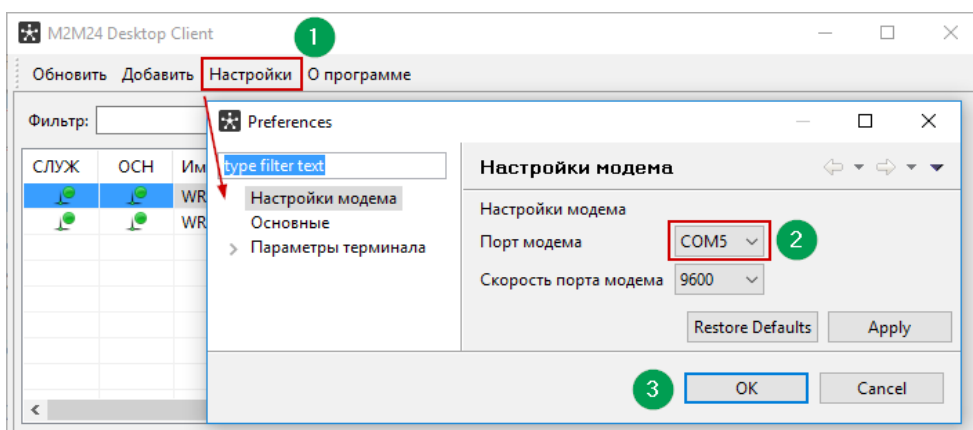 M2M24 Desktop Client
1
Обновить Добавить Настройки О программе
Фильтр:
Preferences
СЛУЖ ОСН Им
WR
WR
type filter text
Настройки модема
Основные
Параметры терминала
Настройки модема
Настройки модема
Порт модема COM5 2
Скорость порта модема 9600
Restore Defaults Apply
3 OK Cancel